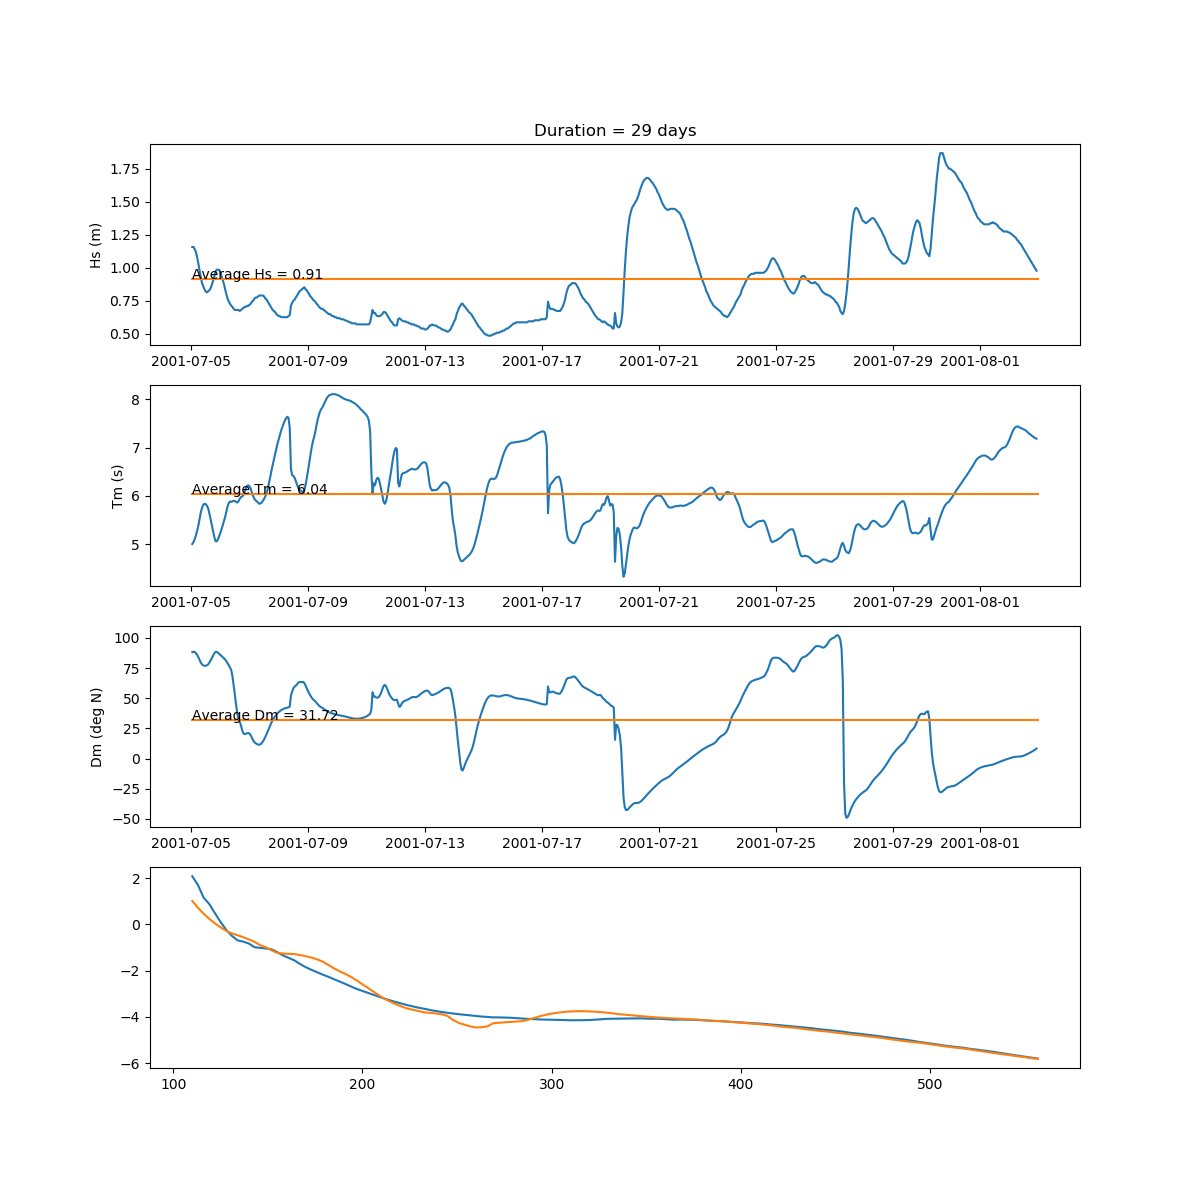 Duration = 29 days
1.75
1.50
1.25
1.00
0.75
0.50
Hs (m)
Average Hs = 0.91
2001-07-05 2001-07-09 2001-07-13 2001-07-17 2001-07-21 2001-07-25 2001-07-29 2001-08-01
8
7
6
5
Tm (s)
Average Tm = 6.04
2001-07-05 2001-07-09 2001-07-13 2001-07-17 2001-07-21 2001-07-25 2001-07-29 2001-08-01
100
75
50
25
0
−25
−50
Dm (deg N)
Average Dm = 31.72
2001-07-05 2001-07-09 2001-07-13 2001-07-17 2001-07-21 2001-07-25 2001-07-29 2001-08-01
2
0
−2
−4
−6
100 200 300 400 500